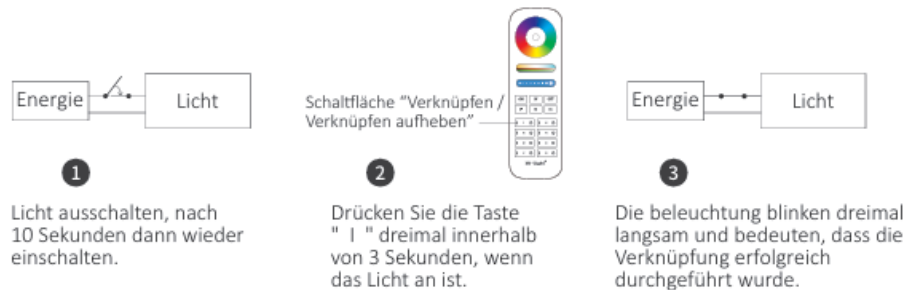 Energie
Licht
Schaltfläche "Verknüpfen /
Verknüpfen aufheben"
Energie
Licht
1
Licht ausschalten, nach
10 Sekunden dann wieder
einschalten.
2
Drücken Sie die Taste
" I " dreimal innerhalb
von 3 Sekunden, wenn
das Licht an ist.
3
Die beleuchtung blinken dreimal
langsam und bedeuten, dass die
Verknüpfung erfolgreich
durchgeführt wurde.